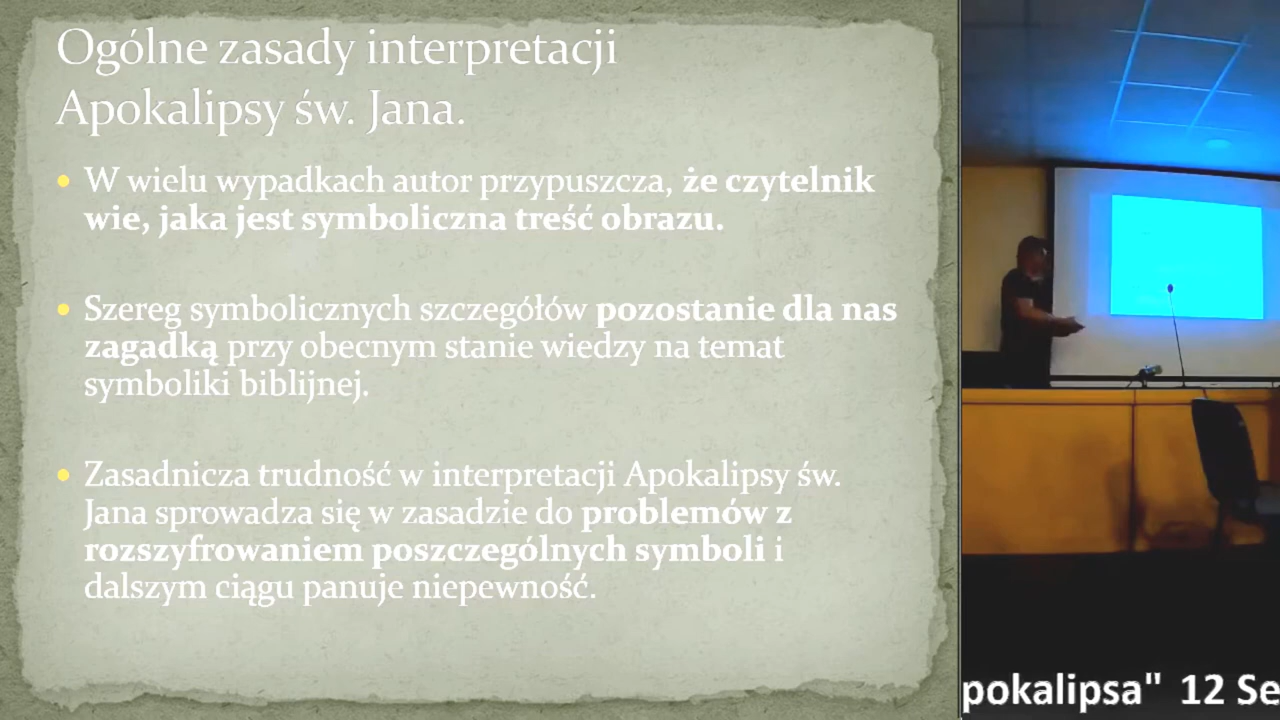 Ogólne zasady interpretacji
Apokalipsy św. Jana.
• W wielu wypadkach autor przypuszcza, że czytelnik
wie, jaka jest symboliczna treść obrazu.
• Szereg symbolicznych szczegółów pozostanie dla nas
zagadką przy obecnym stanie wiedzy na temat
symboliki biblijnej.
• Zasadnicza trudność w interpretacji Apokalipsy św.
Jana sprowadza się w zasadzie do problemów z
rozszyfrowaniem poszczególnych symboli i
dalszym ciągu panuje niepewność.
pokalipsa" 12 Se